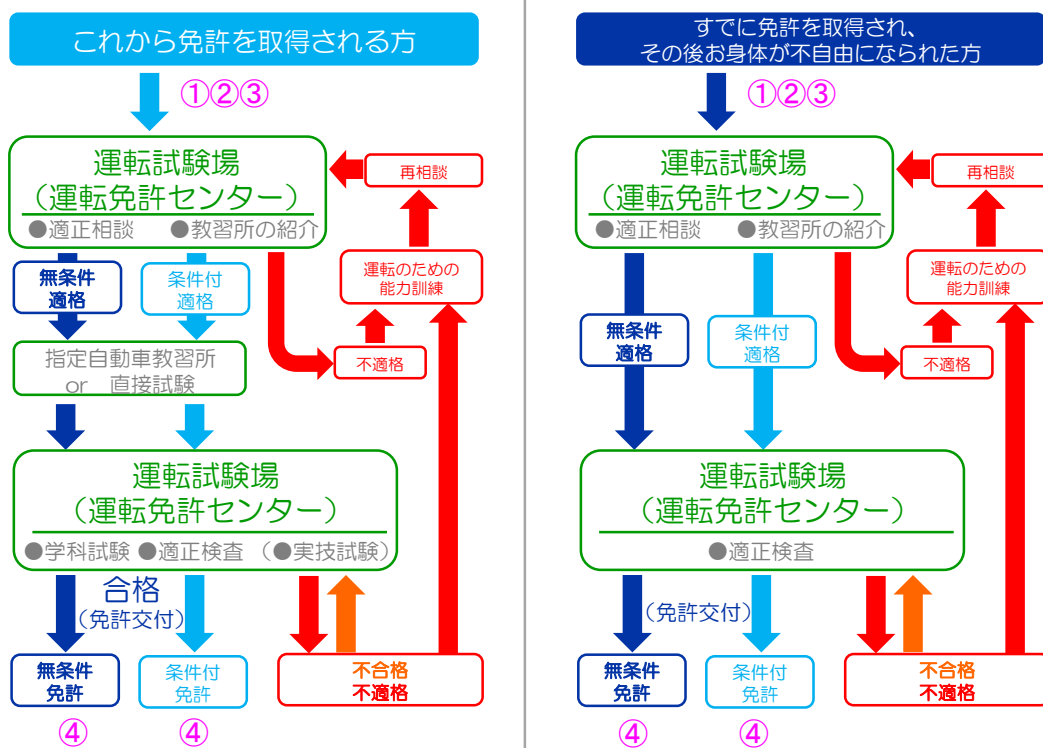 これから免許を取得される方
①②③
運転試験場
（運転免許センター）
●適正相談　●教習所の紹介
再相談
運転のための
能力訓練
不適格
無条件
適格
条件付
適格
指定自動車教習所
or　直接試験
運転試験場
（運転免許センター）
●学科試験 ●適正検査 （●実技試験）
合格
（免許交付）
無条件
免許
条件付
免許
不合格
不適格
④
④
すでに免許を取得され、
その後お身体が不自由になられた方
①②③
運転試験場
（運転免許センター）
●適正相談　●教習所の紹介
再相談
運転のための
能力訓練
不適格
無条件
適格
条件付
適格
運転試験場
（運転免許センター）
●適正検査
（免許交付）
無条件
免許
条件付
免許
不合格
不適格
④
④